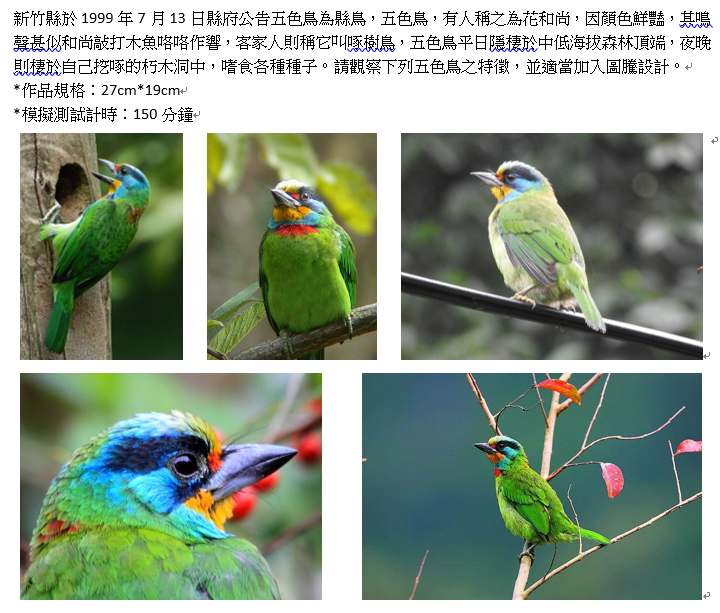 新竹縣於 1999 年 7 月 13 日縣府公告五色鳥為縣鳥，五色鳥，有人稱之為花和尚，因顏色鮮豔，其鳴
聲甚似和尚敲打木魚咯咯作響，客家人則稱它叫啄樹鳥，五色鳥平日隱棲於中低海拔森林頂端，夜晚
則棲於自己挖啄的朽木洞中，嗜食各種種子。請觀察下列五色鳥之特徵，並適當加入圖騰設計。
*作品規格：27cm*19cm
*模擬測試計時：150 分鐘